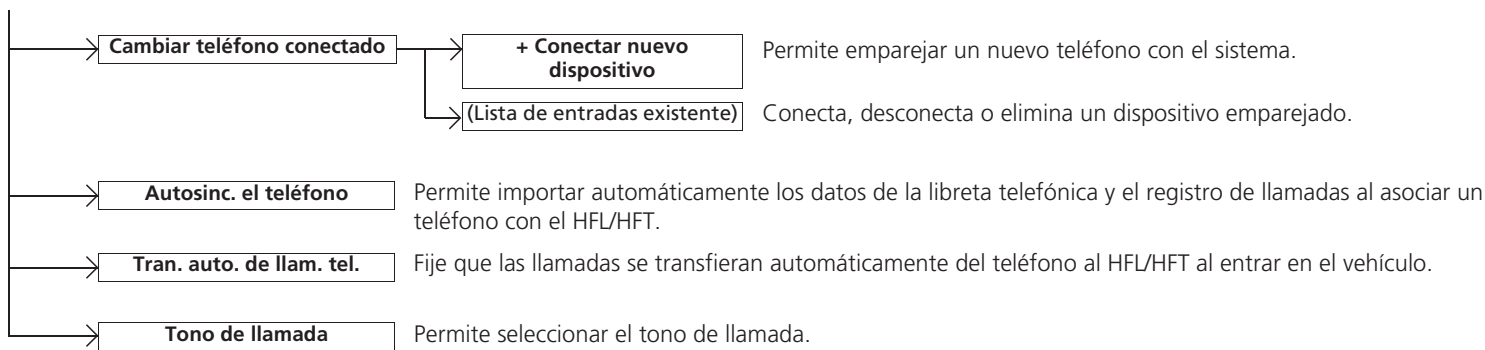 Cambiar teléfono conectado
+ Conectar nuevo
dispositivo
Permite emparejar un nuevo teléfono con el sistema.
(Lista de entradas existente)
Conecta, desconecta o elimina un dispositivo emparejado.
Autosinc. el teléfono
Permite importar automáticamente los datos de la libreta telefónica y el registro de llamadas al asociar un
teléfono con el HFL/HFT.
Tran. auto. de llam. tel.
Fije que las llamadas se transfieran automáticamente del teléfono al HFL/HFT al entrar en el vehículo.
Tono de llamada
Permite seleccionar el tono de llamada.